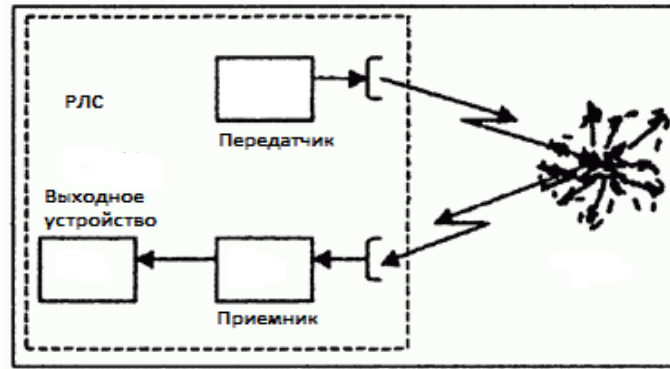 РЛС
Передатчик
Выходное
устройство
Приемник